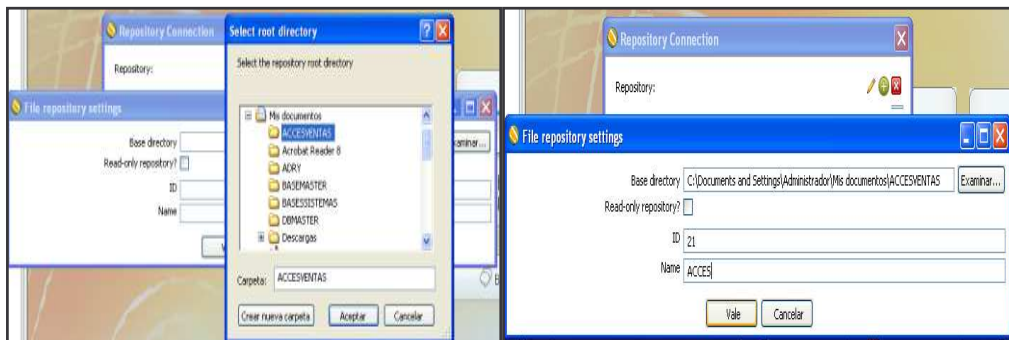 Repository Connection
Repository:
File repository settings
Base directory
Read-only repository?
ID
Name
Select root directory
Select the repository root directory
Mis documentos
ACCESVENTAS
Acrobat Reader 8
ADRY
BASEMASTER
BASESSISTEMAS
DBMASTER
Descargas
Carpeta: ACCESVENTAS
Crear nueva carpeta Aceptar Cancelar
Repository Connection
Repository:
File repository settings
Base directory C:\Documents and Settings\Administrador\Mis documentos\ACCESVENTAS Examinar...
Read-only repository?
ID 21
Name ACCES
Vale Cancelar